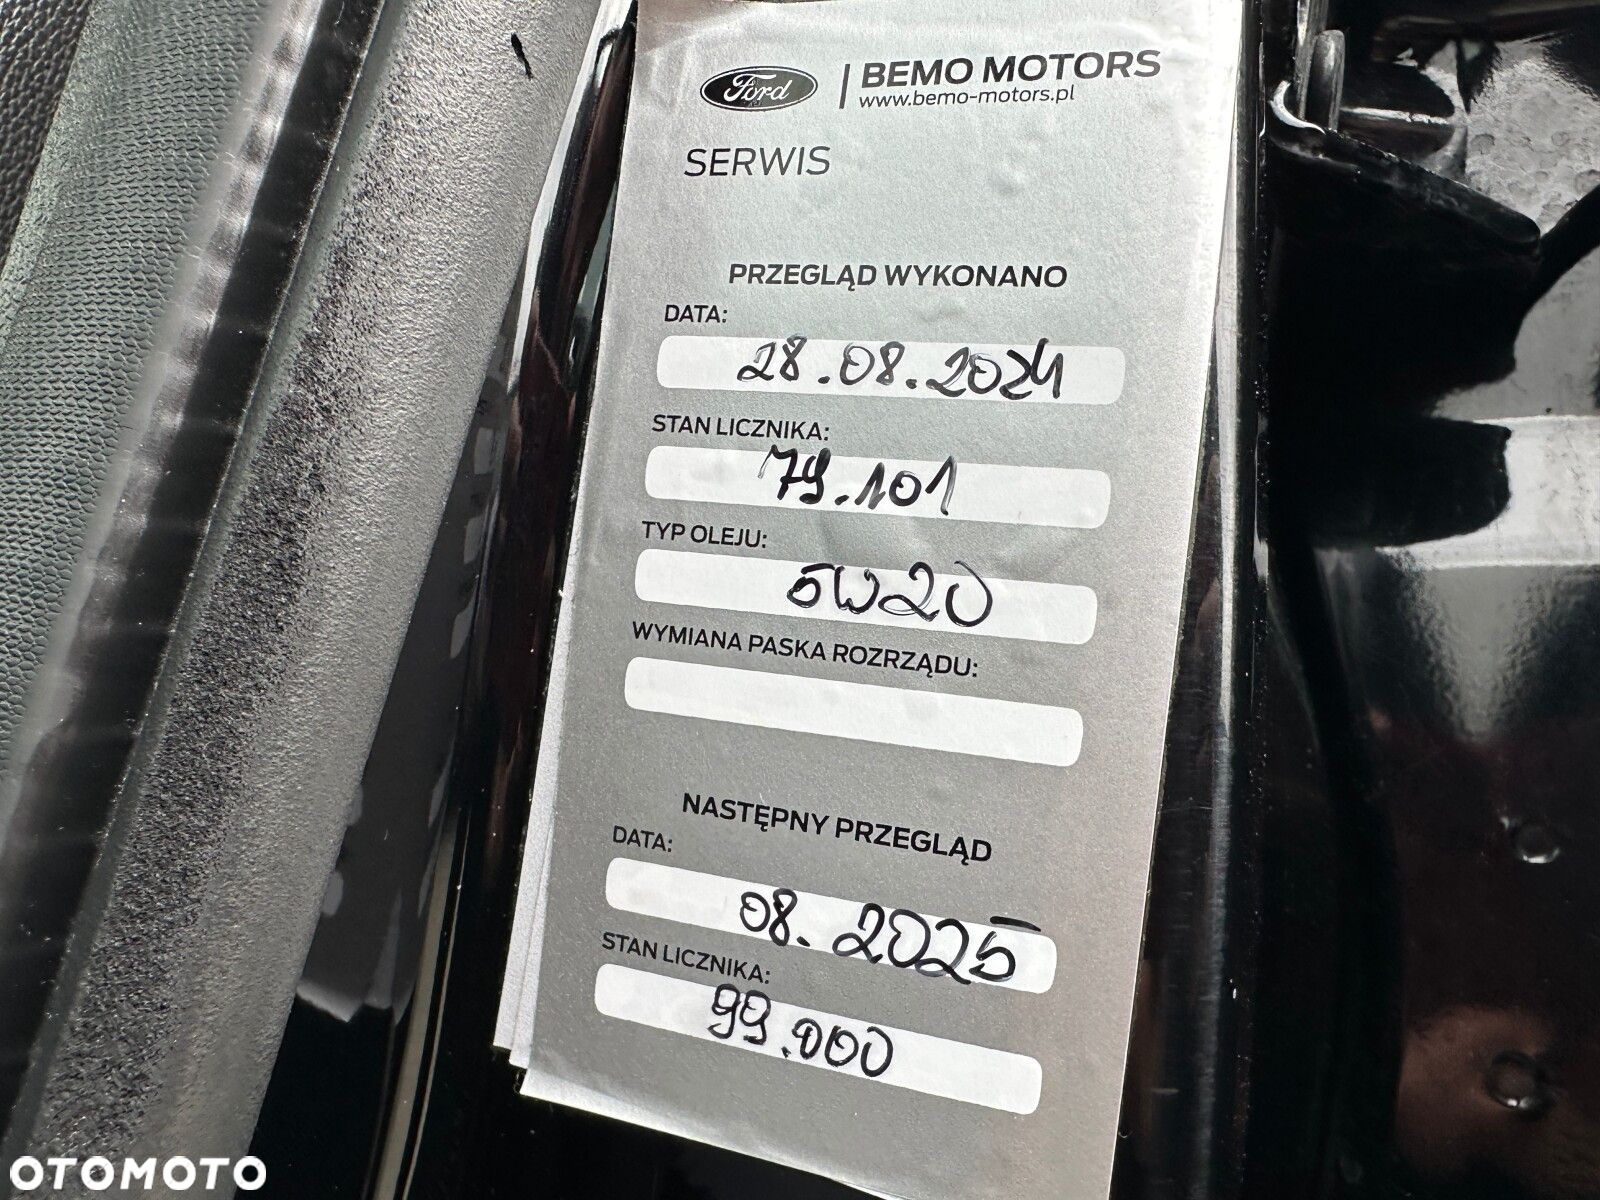 Ford | BEMO MOTORS
www.bemo-motors.pl
SERWIS
PRZEGLĄD WYKONANO
DATA:
28.08.2024
STAN LICZNIKA:
79.101
TYP OLEJU:
5W20
WYMIANA PASKA ROZRZĄDU:
NASTĘPNY PRZEGLĄD
DATA:
08.2025
STAN LICZNIKA:
99.000
OTOMOTO